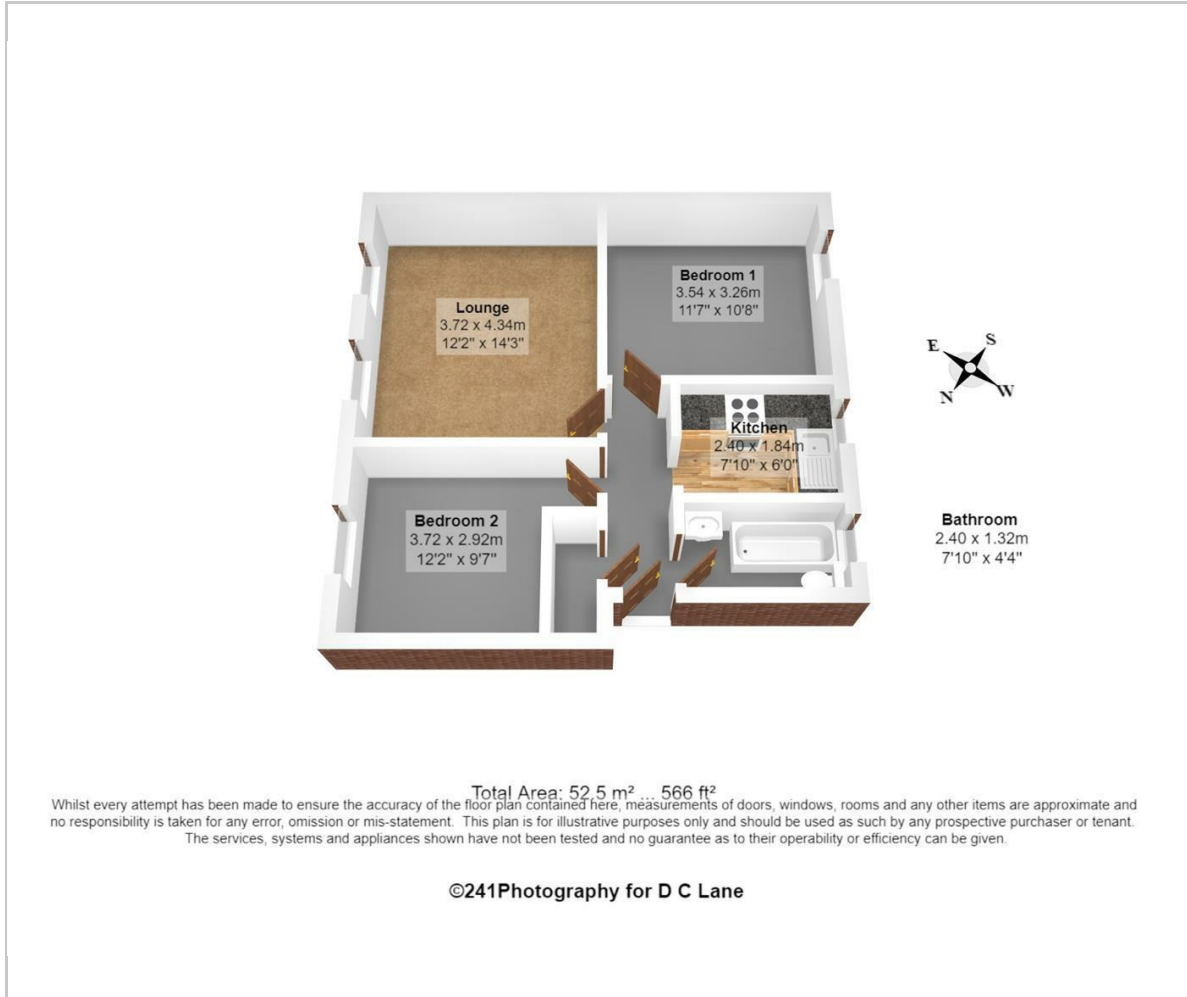 Lounge
3.72 x 4.34m
12'2" x 14'3"
Bedroom 1
3.54 x 3.26m
11'7" x 10'8"
E
S
N
W
Kitchen
2.40 x 1.84m
7'10" x 6'0"
Bedroom 2
3.72 x 2.92m
12'2" x 9'7"
Bathroom
2.40 x 1.32m
7'10" x 4'4"
Total Area: 52.5 m² ... 566 ft²
Whilst every attempt has been made to ensure the accuracy of the floor plan contained here, measurements of doors, windows, rooms and any other items are approximate and
no responsibility is taken for any error, omission or mis-statement. This plan is for illustrative purposes only and should be used as such by any prospective purchaser or tenant.
The services, systems and appliances shown have not been tested and no guarantee as to their operability or efficiency can be given.
©241Photography for D C Lane